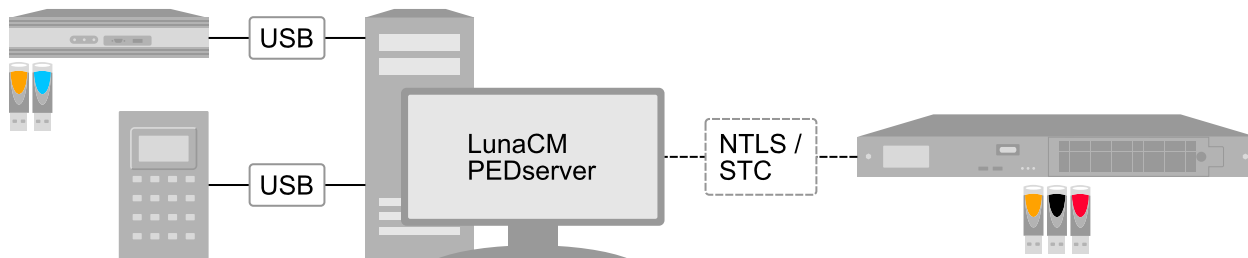 USB
LunaCM
PEDserver
NTLS /
STC
USB